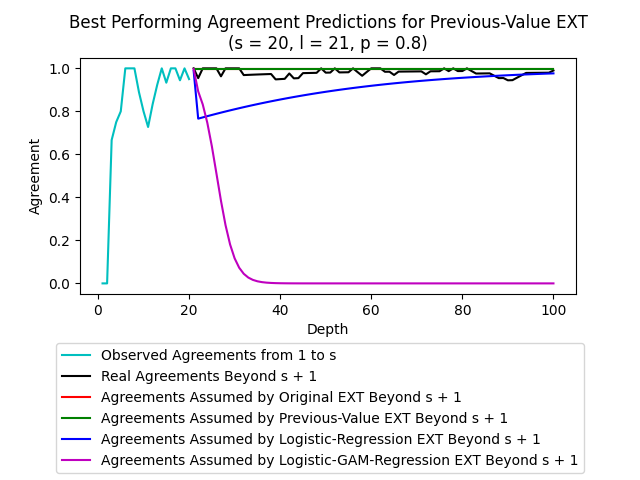 Best Performing Agreement Predictions for Previous-Value EXT
(s = 20, l = 21, p = 0.8)
1.0
0.8
0.6
0.4
0.2
0.0
Agreement
0 20 40 60 80 100
Depth
Observed Agreements from 1 to s
Real Agreements Beyond s + 1
Agreements Assumed by Original EXT Beyond s + 1
Agreements Assumed by Previous-Value EXT Beyond s + 1
Agreements Assumed by Logistic-Regression EXT Beyond s + 1
Agreements Assumed by Logistic-GAM-Regression EXT Beyond s + 1